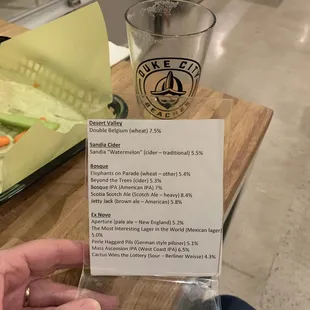 DUKE CITY
Desert Valley
Double Belgium (wheat) 7.5%
Sandia Cider
Sandia "Watermelon" (cider – traditional) 5.5%
Bosque
Elephants on Parade (wheat – other) 5.4%
Beyond the Trees (cider) 5.3%
Bosque IPA (American IPA) 7%
Scotia Scotch Ale (Scotch Ale – heavy) 8.4%
Jetty Jack (brown ale – American) 5.8%
Ex Novo
Aperture (pale ale – New England) 5.2%
The Most Interesting Lager in the World (Mexican lager)
5.0%
Perle Haggard Pils (German style pilsner) 5.1%
Mass Ascension IPA (West Coast IPA) 6.5%
Cactus Wins the Lottery (Sour – Berliner Weisse) 4.3%